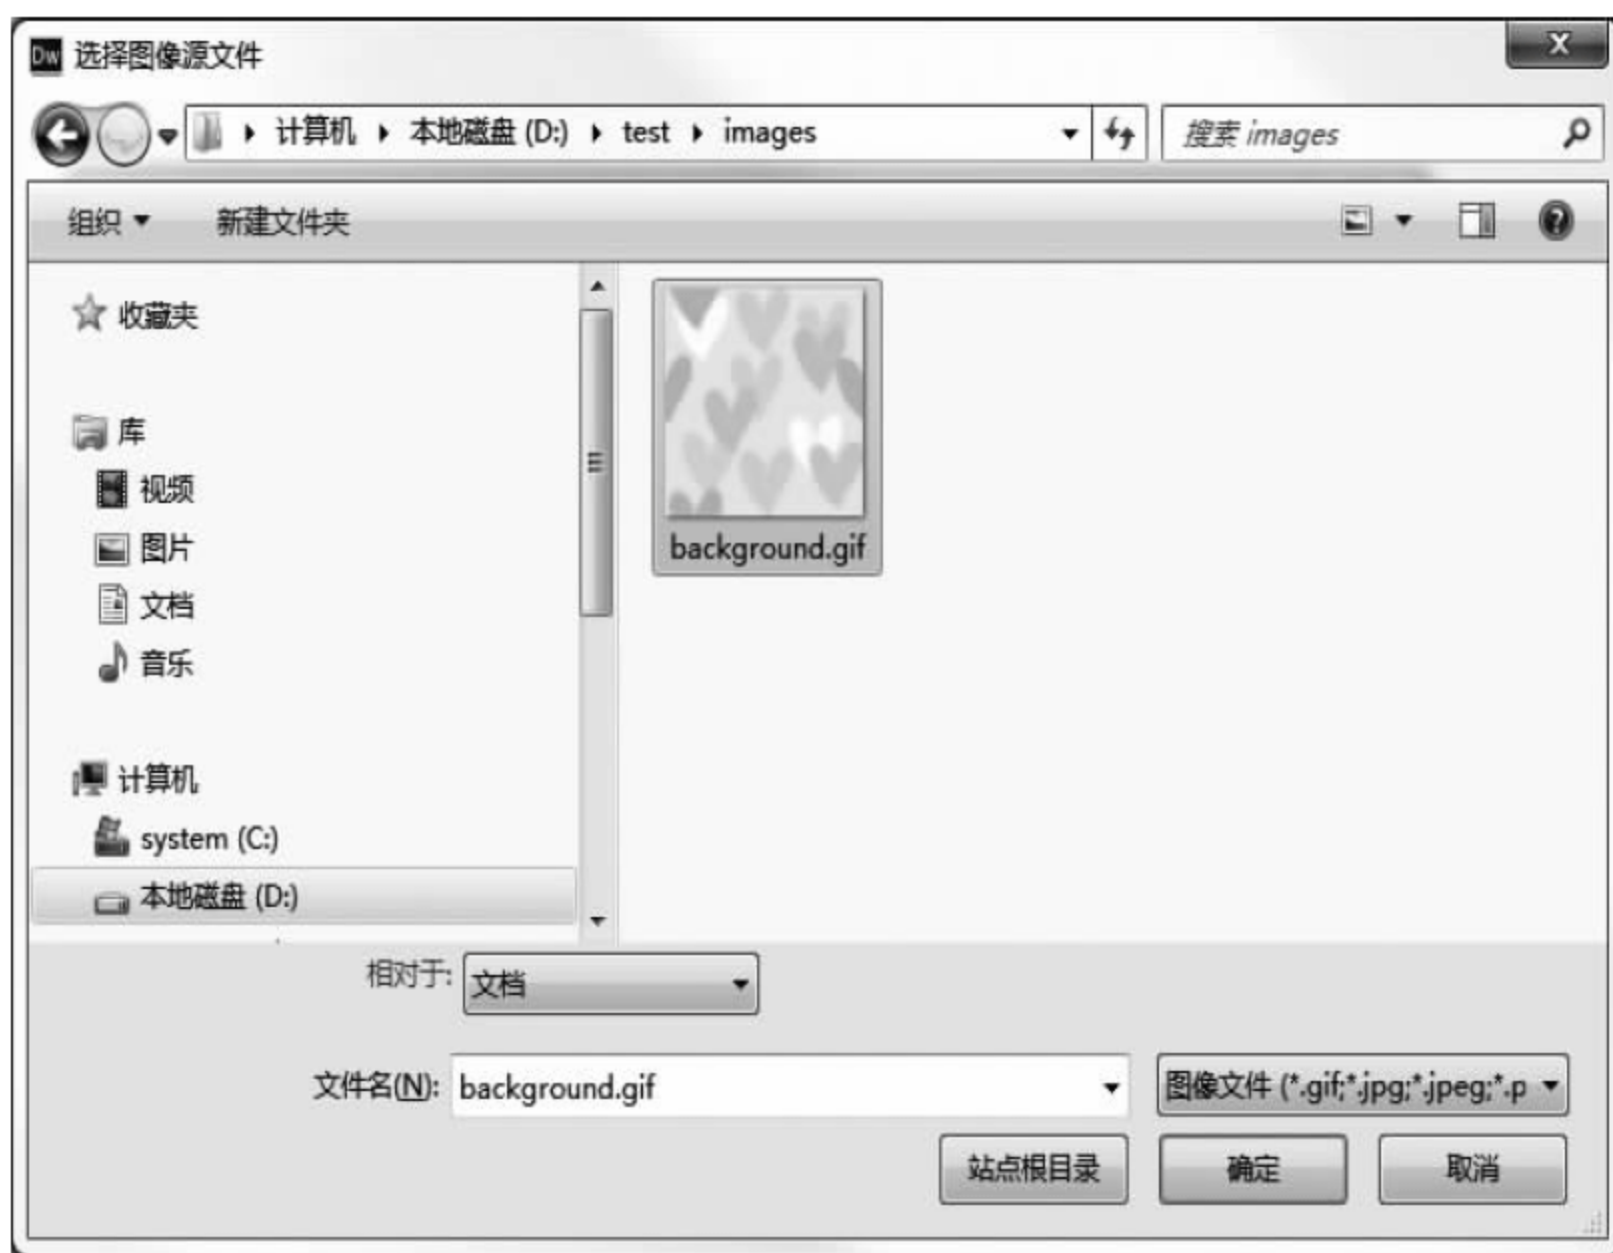 Dw 选择图像源文件 x
计算机 本地磁盘 (D:) test images 搜索 images
组织 新建文件夹
收藏夹
库
视频
图片
文档
音乐
计算机
system (C:)
本地磁盘 (D:)
background.gif
相对于: 文档
文件名(N): background.gif 图像文件 (*.gif;*.jpg;*.jpeg;*.p
站点根目录 确定 取消